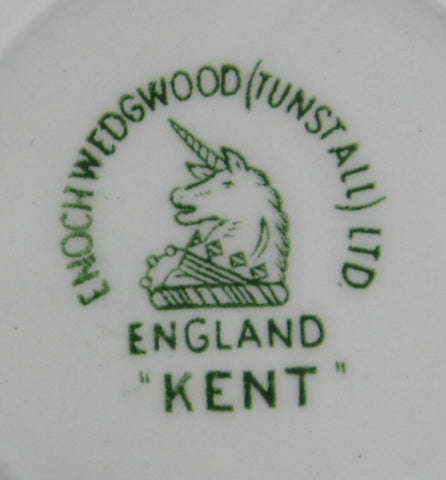 ENOCH WEDGWOOD (TUNSTALL) LTD.
ENGLAND
"KENT"